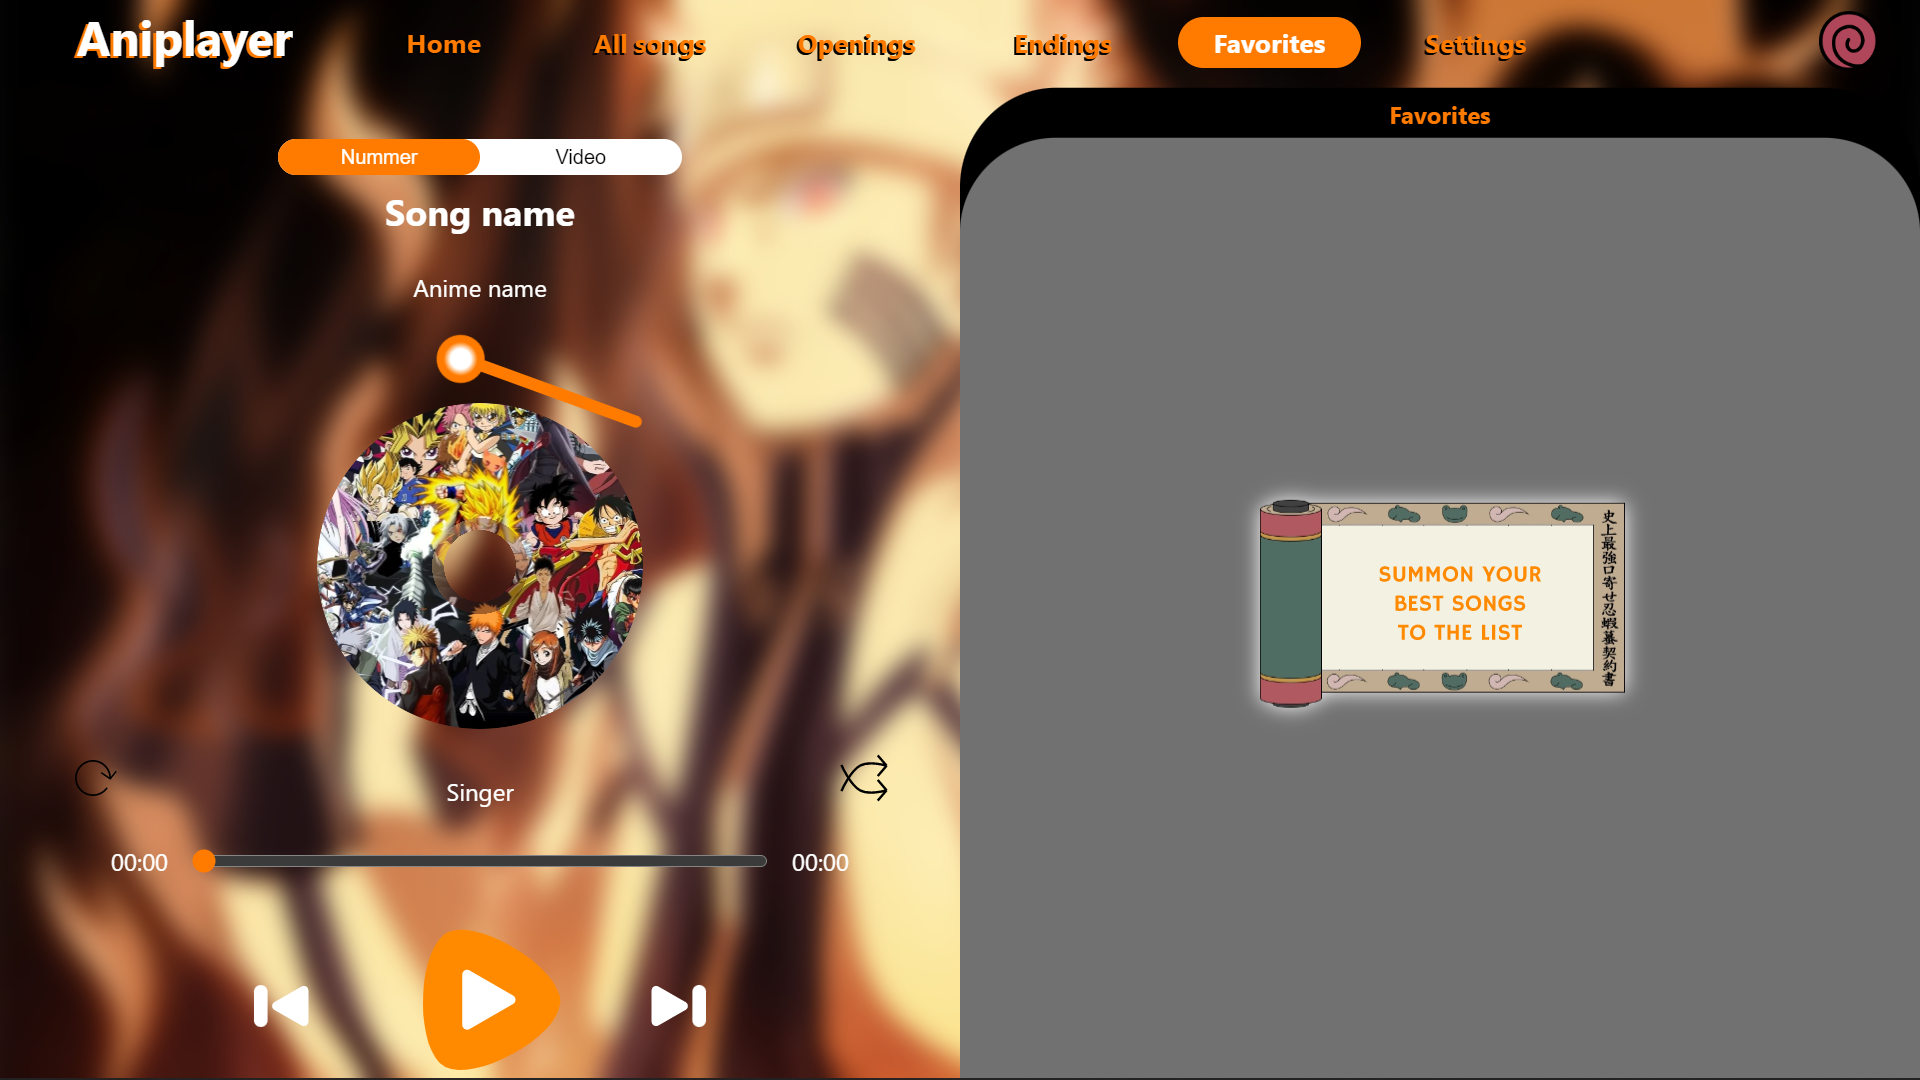 Aniplayer
Home
All songs
Openings
Endings
Favorites
Settings
Favorites
Nummer
Video
Song name
Anime name
Singer
00:00
00:00
SUMMON YOUR
BEST SONGS
TO THE LIST
史上最強口寄せ忍蝦蟇契約書